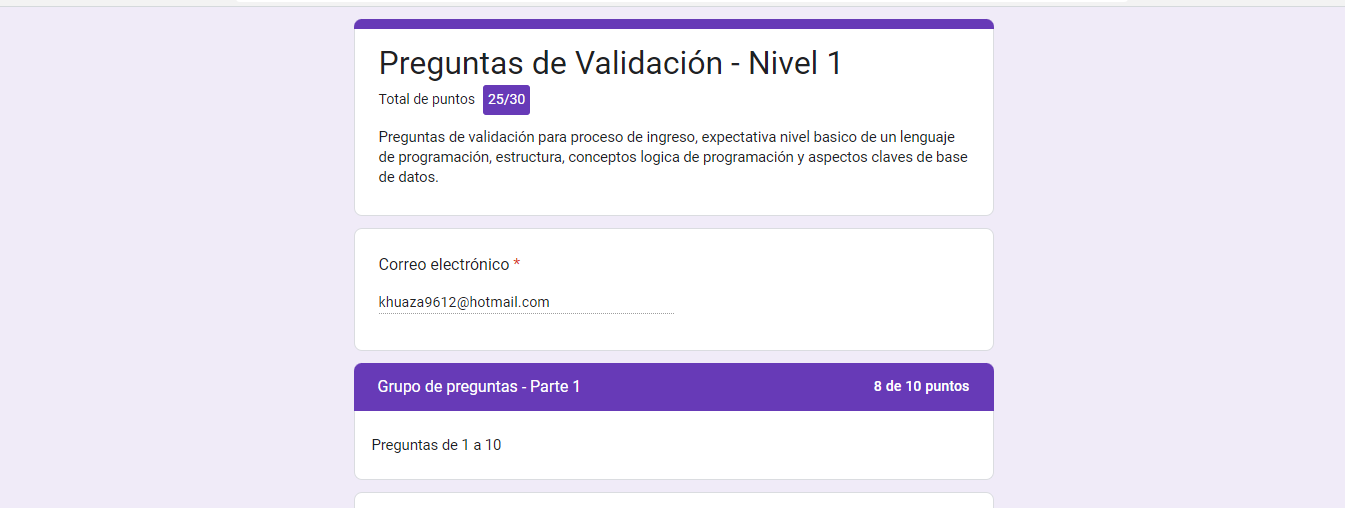 Preguntas de Validación - Nivel 1
Total de puntos 25/30
Preguntas de validación para proceso de ingreso, expectativa nivel basico de un lenguaje
de programación, estructura, conceptos logica de programación y aspectos claves de base
de datos.
Correo electrónico *
khuaza9612@hotmail.com
Grupo de preguntas - Parte 1 8 de 10 puntos
Preguntas de 1 a 10